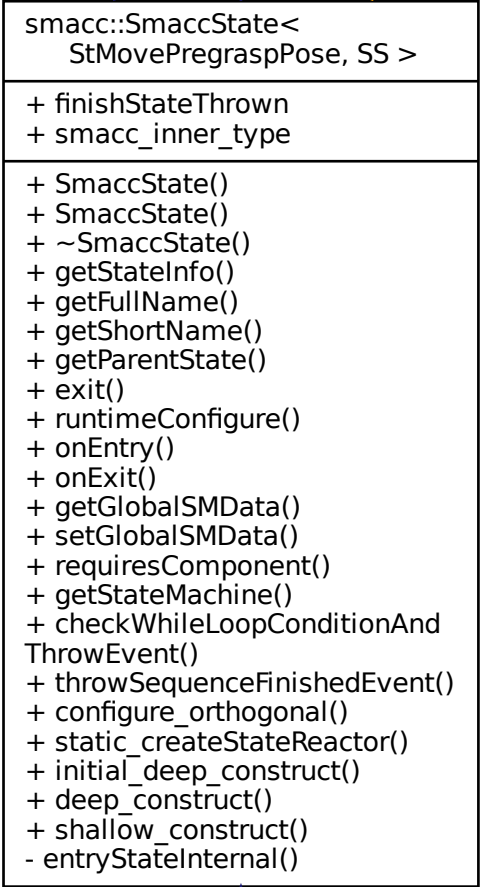 smacc::SmaccState<
StMovePregraspPose, SS >
+ finishStateThrown
+ smacc_inner_type
+ SmaccState()
+ SmaccState()
+ ~SmaccState()
+ getStateInfo()
+ getFullName()
+ getShortName()
+ getParentState()
+ exit()
+ runtimeConfigure()
+ onEntry()
+ onExit()
+ getGlobalSMData()
+ setGlobalSMData()
+ requiresComponent()
+ getStateMachine()
+ checkWhileLoopConditionAnd
ThrowEvent()
+ throwSequenceFinishedEvent()
+ configure_orthogonal()
+ static_createStateReactor()
+ initial_deep_construct()
+ deep_construct()
+ shallow_construct()
- entryStateInternal()